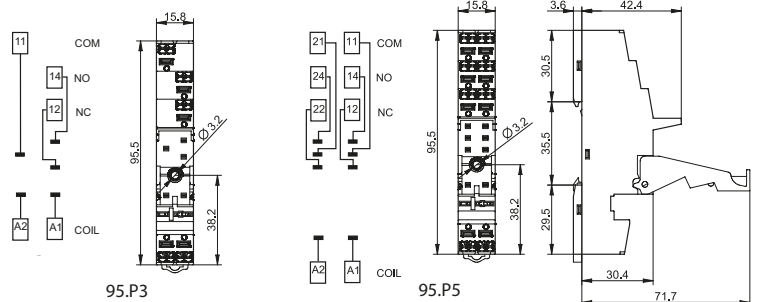 15.8
11 COM
14 NO
12 NC
Ø3.2
95.5
38.2
A2 A1 COIL
95.P3
15.8
21 11 COM
24 14 NO
22 12 NC
Ø3.2
95.5
38.2
A2 A1 COIL
95.P5
3.6 42.4
30.5
35.5
29.5
30.4
71.7